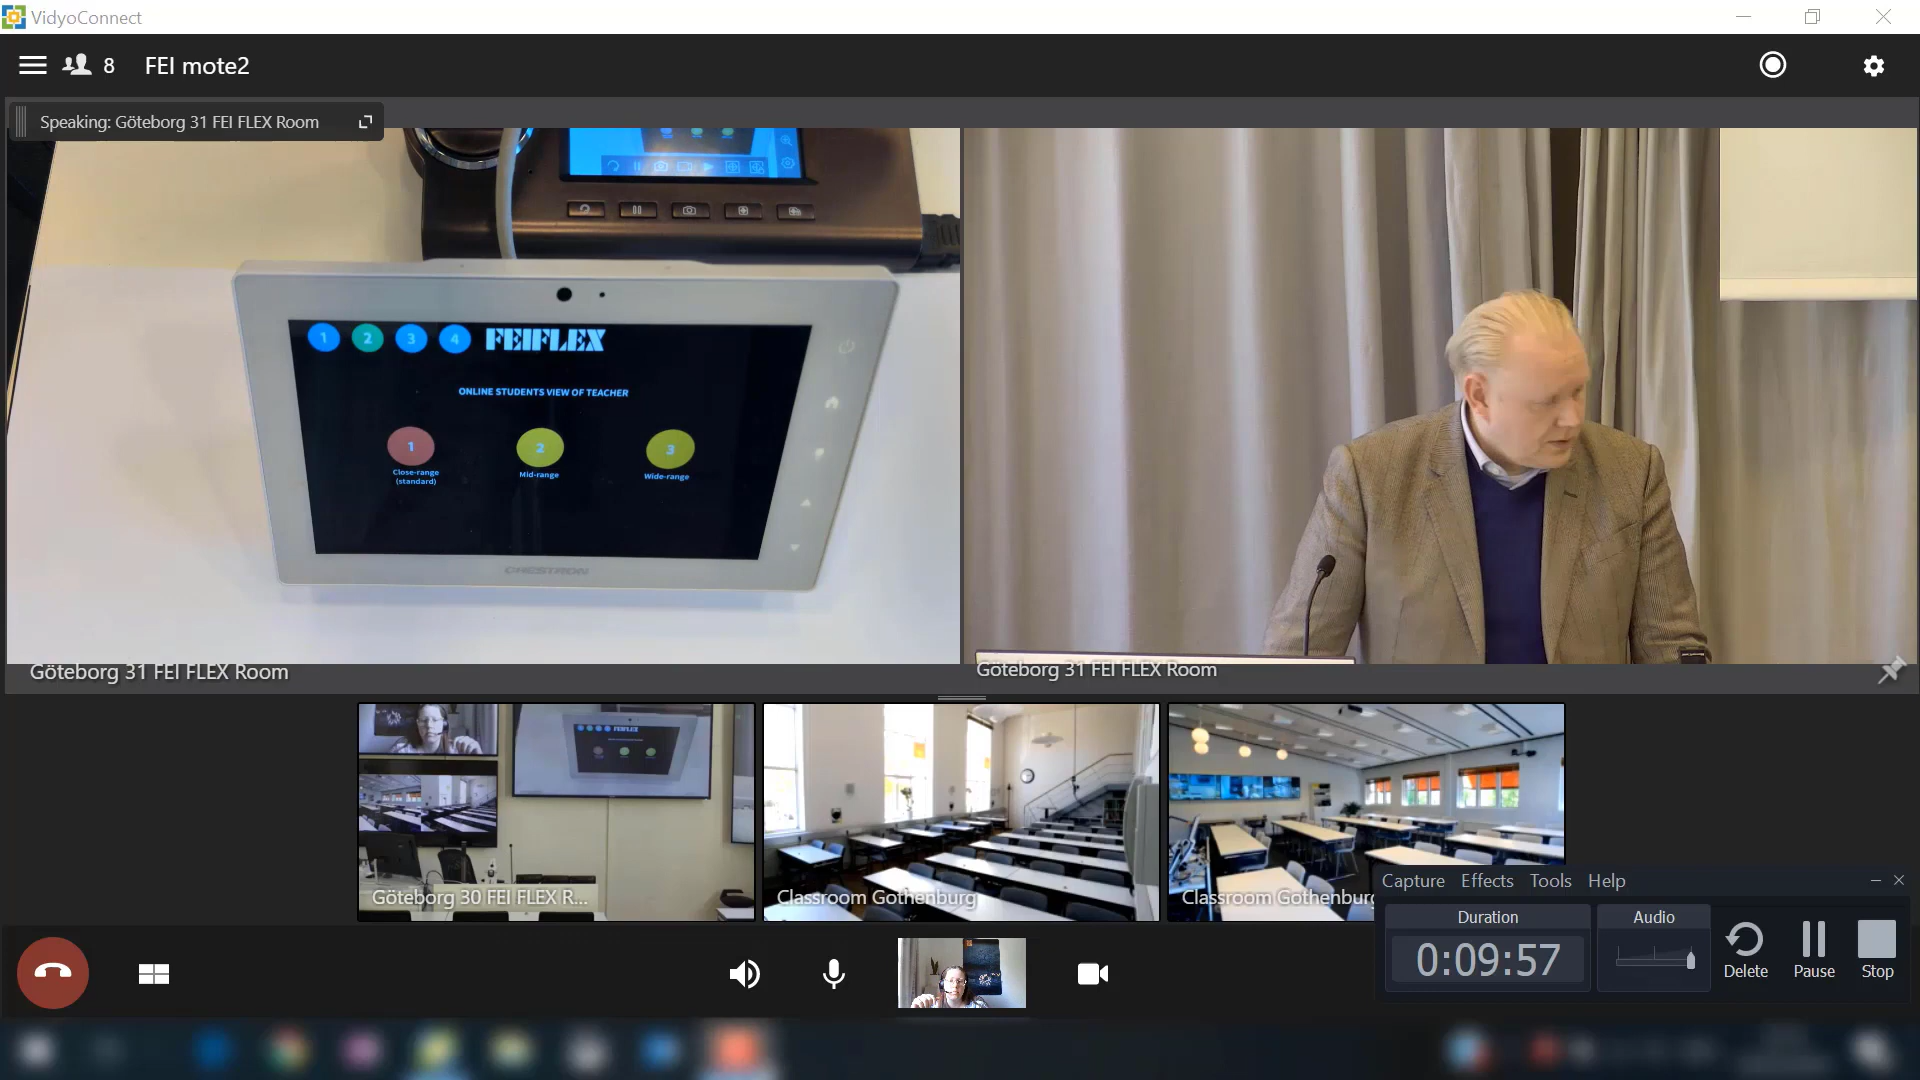 VidyoConnect
8
FEI mote2
Speaking: Göteborg 31 FEI FLEX Room
1 2 3 4 FEIFLEX
ONLINE STUDENTS VIEW OF TEACHER
1 2 3
Close-range
(standard)
Mid-range
Wide-range
CRESTRON
Göteborg 31 FEI FLEX Room
Göteborg 31 FEI FLEX Room
Göteborg 30 FEI FLEX R...
Classroom Gothenburg
Classroom Gothenburg
Capture Effects Tools Help
Duration
Audio
0:09:57
Delete
Pause
Stop